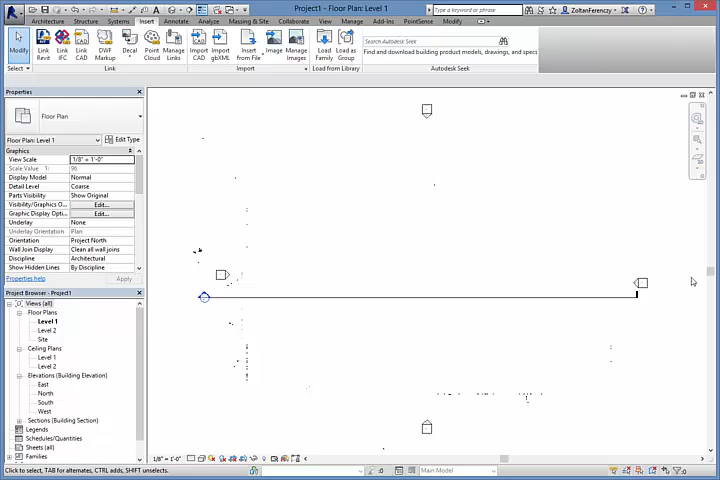 Project1 - Floor Plan: Level 1
Type a keyword or phrase
ZoltanFerenczy
Architecture Structure Systems Insert Annotate Analyze Massing & Site Collaborate View Manage Add-Ins PointSense Modify
Modify
Link Revit
Link IFC
Link CAD
DWF Markup
Decal
Point Cloud
Manage Links
Import CAD
Import gbXML
Insert from File
Image
Manage Images
Load Family
Load as Group
Search Autodesk Seek
Find and download building product models, drawings, and specs
Select
Link
Import
Load from Library
Autodesk Seek
Properties
Floor Plan
Floor Plan: Level 1
Edit Type
Graphics
View Scale 1/8" = 1'-0"
Scale Value 1: 96
Display Model Normal
Detail Level Coarse
Parts Visibility Show Original
Visibility/Graphics O... Edit...
Graphic Display Opti... Edit...
Underlay None
Underlay Orientation Plan
Orientation Project North
Wall Join Display Clean all wall joins
Discipline Architectural
Show Hidden Lines By Discipline
Properties help
Apply
Project Browser - Project1
Views (all)
Floor Plans
Level 1
Level 2
Site
Ceiling Plans
Level 1
Level 2
Elevations (Building Elevation)
East
North
South
West
Sections (Building Section)
Legends
Schedules/Quantities
Sheets (all)
Families
1/8" = 1'-0"
Click to select, TAB for alternates, CTRL adds, SHIFT unselects.
:0
Main Model
:0